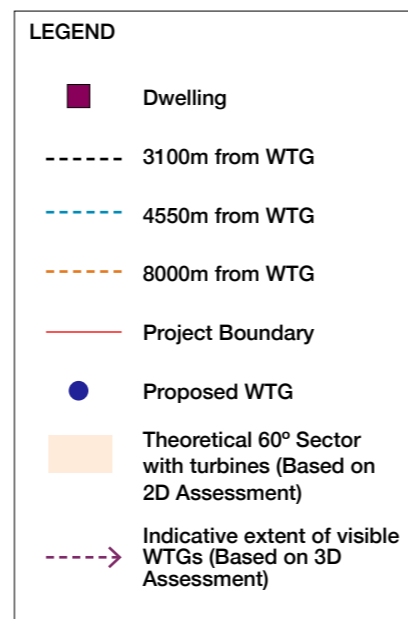 LEGEND
Dwelling
3100m from WTG
4550m from WTG
8000m from WTG
Project Boundary
Proposed WTG
Theoretical 60º Sector
with turbines (Based on
2D Assessment)
Indicative extent of visible
WTGs (Based on 3D
Assessment)